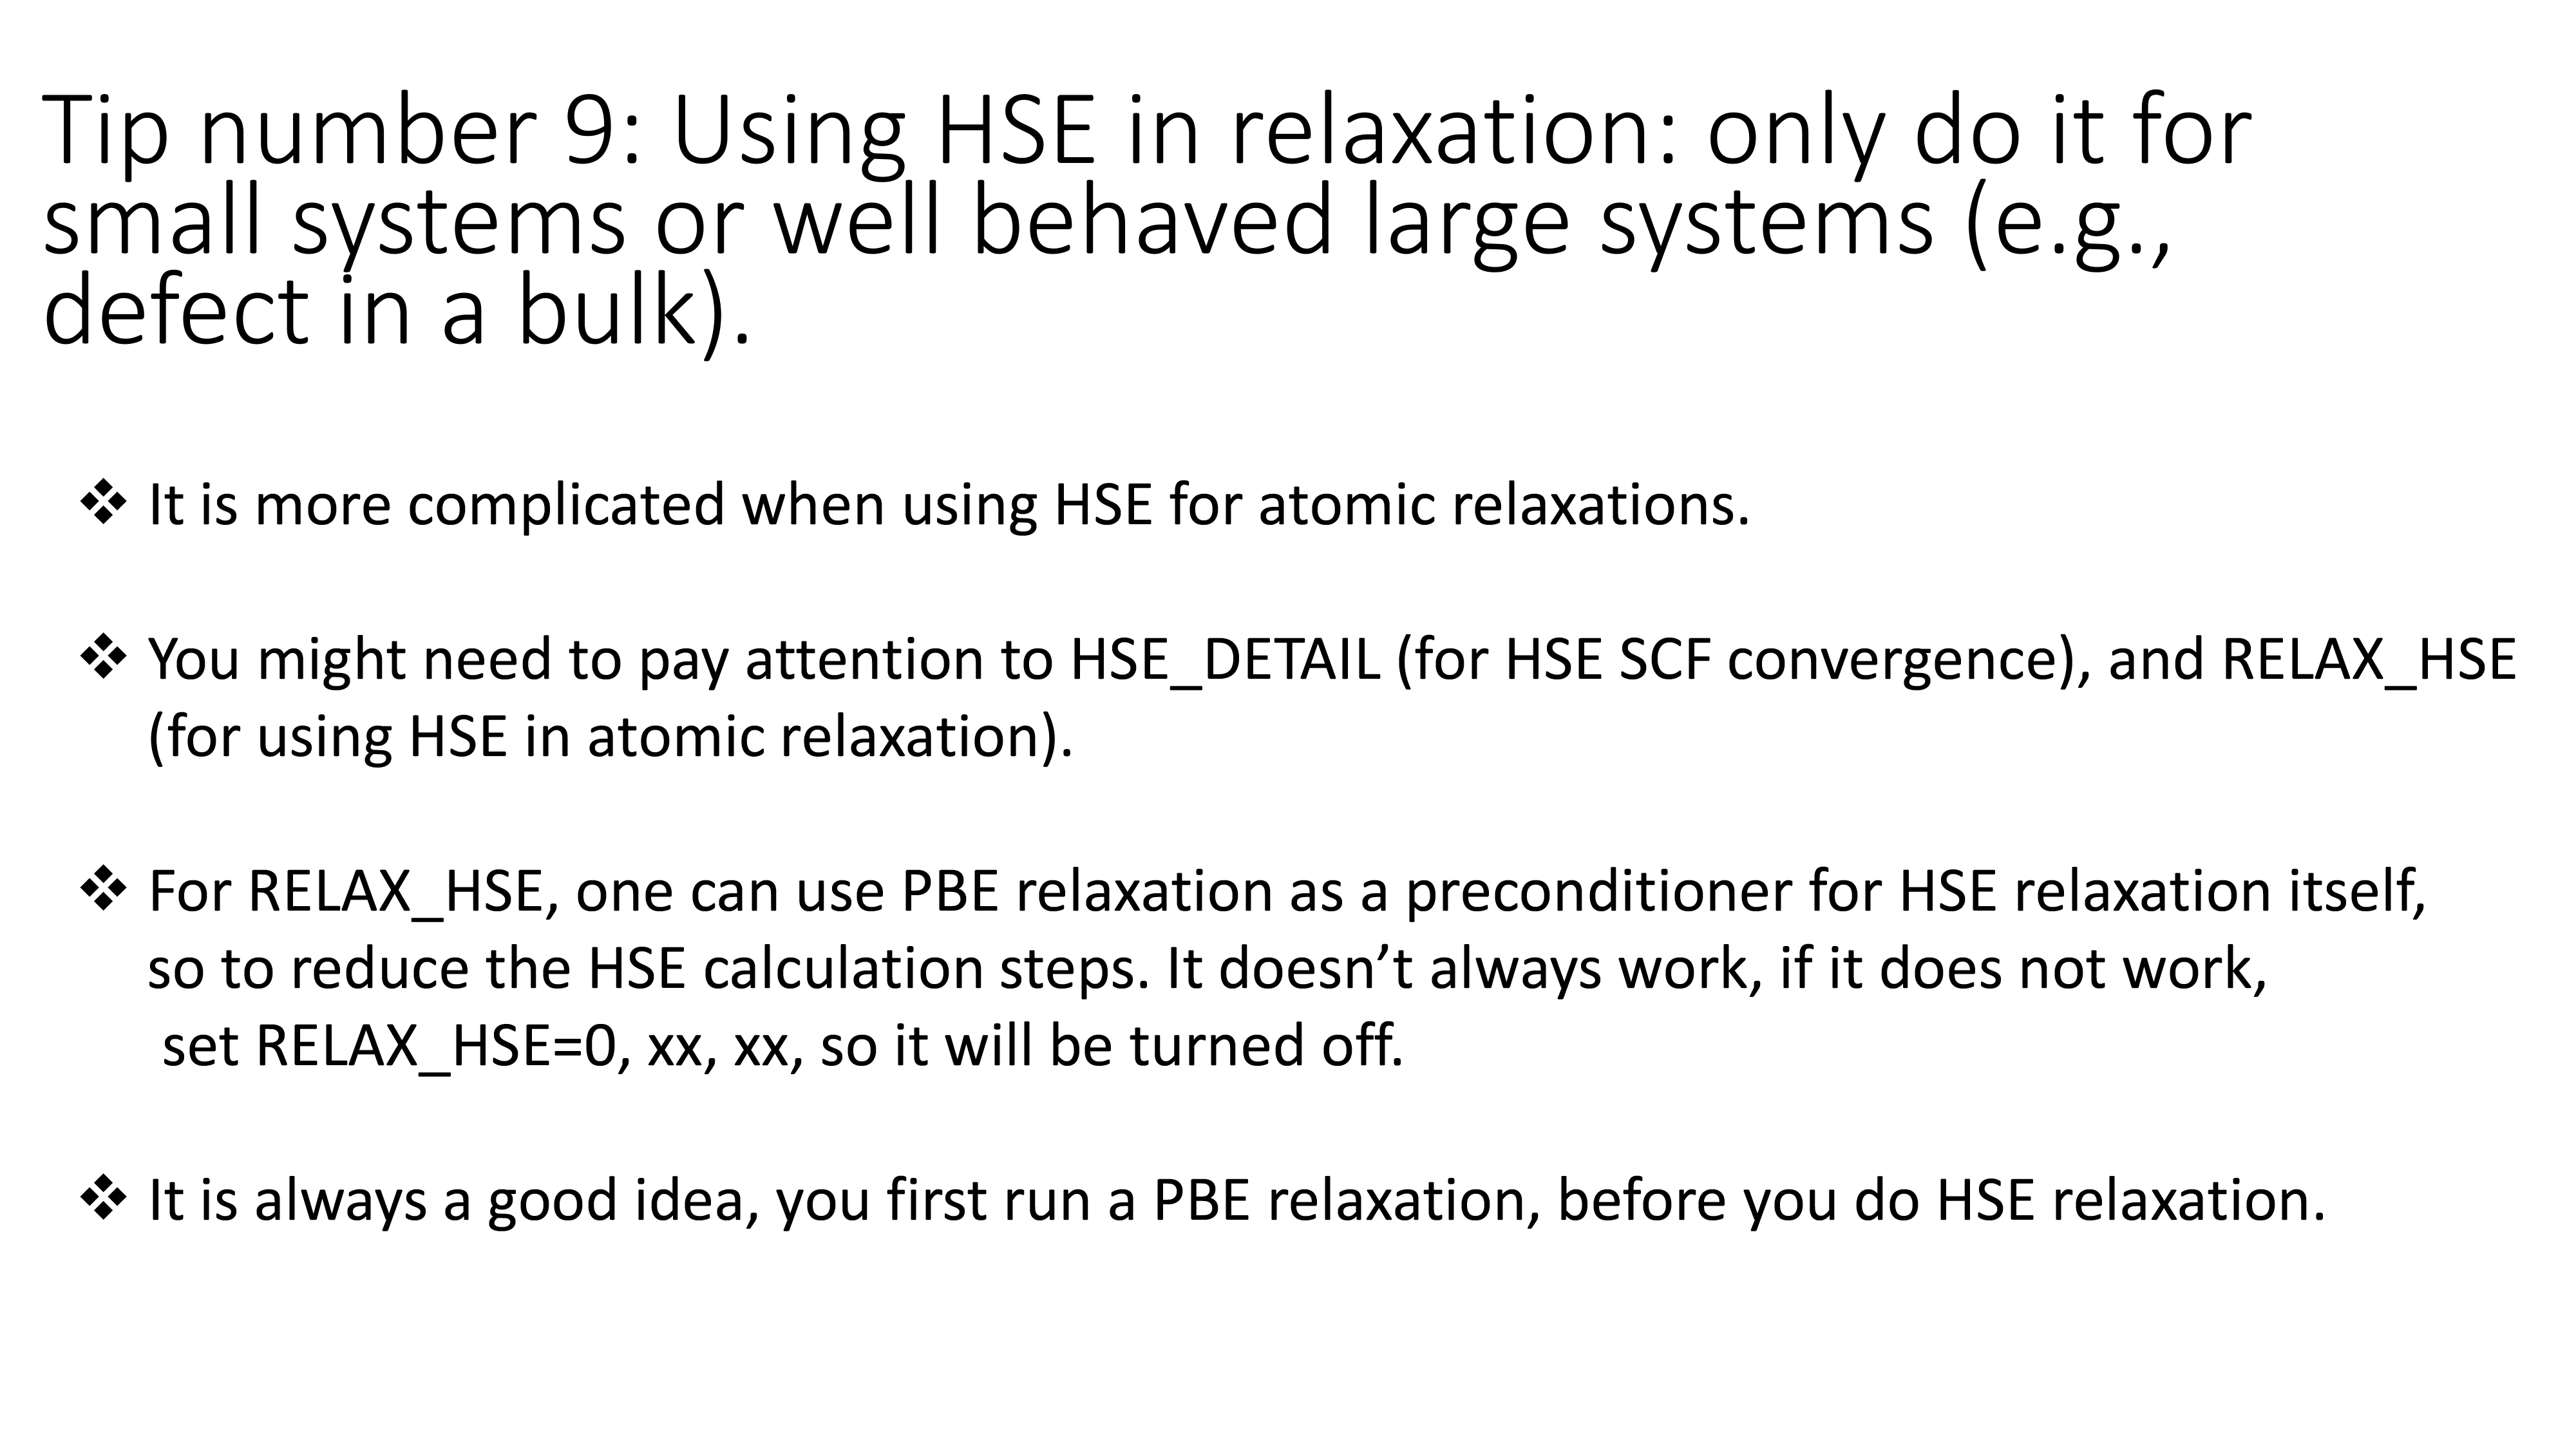 Tip number 9: Using HSE in relaxation: only do it for
small systems or well behaved large systems (e.g.,
defect in a bulk).
❖ It is more complicated when using HSE for atomic relaxations.
❖ You might need to pay attention to HSE_DETAIL (for HSE SCF convergence), and RELAX_HSE
(for using HSE in atomic relaxation).
❖ For RELAX_HSE, one can use PBE relaxation as a preconditioner for HSE relaxation itself,
so to reduce the HSE calculation steps. It doesn’t always work, if it does not work,
set RELAX_HSE=0, xx, xx, so it will be turned off.
❖ It is always a good idea, you first run a PBE relaxation, before you do HSE relaxation.